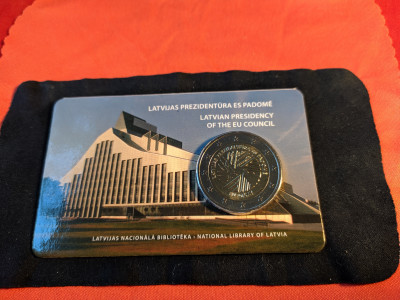 LATVIJAS PREZIDENTŪRA ES PADOMĒ
LATVIAN PRESIDENCY
OF THE EU COUNCIL
LATVIJAS NACIONĀLĀ BIBLIOTĒKA - NATIONAL LIBRARY OF LATVIA